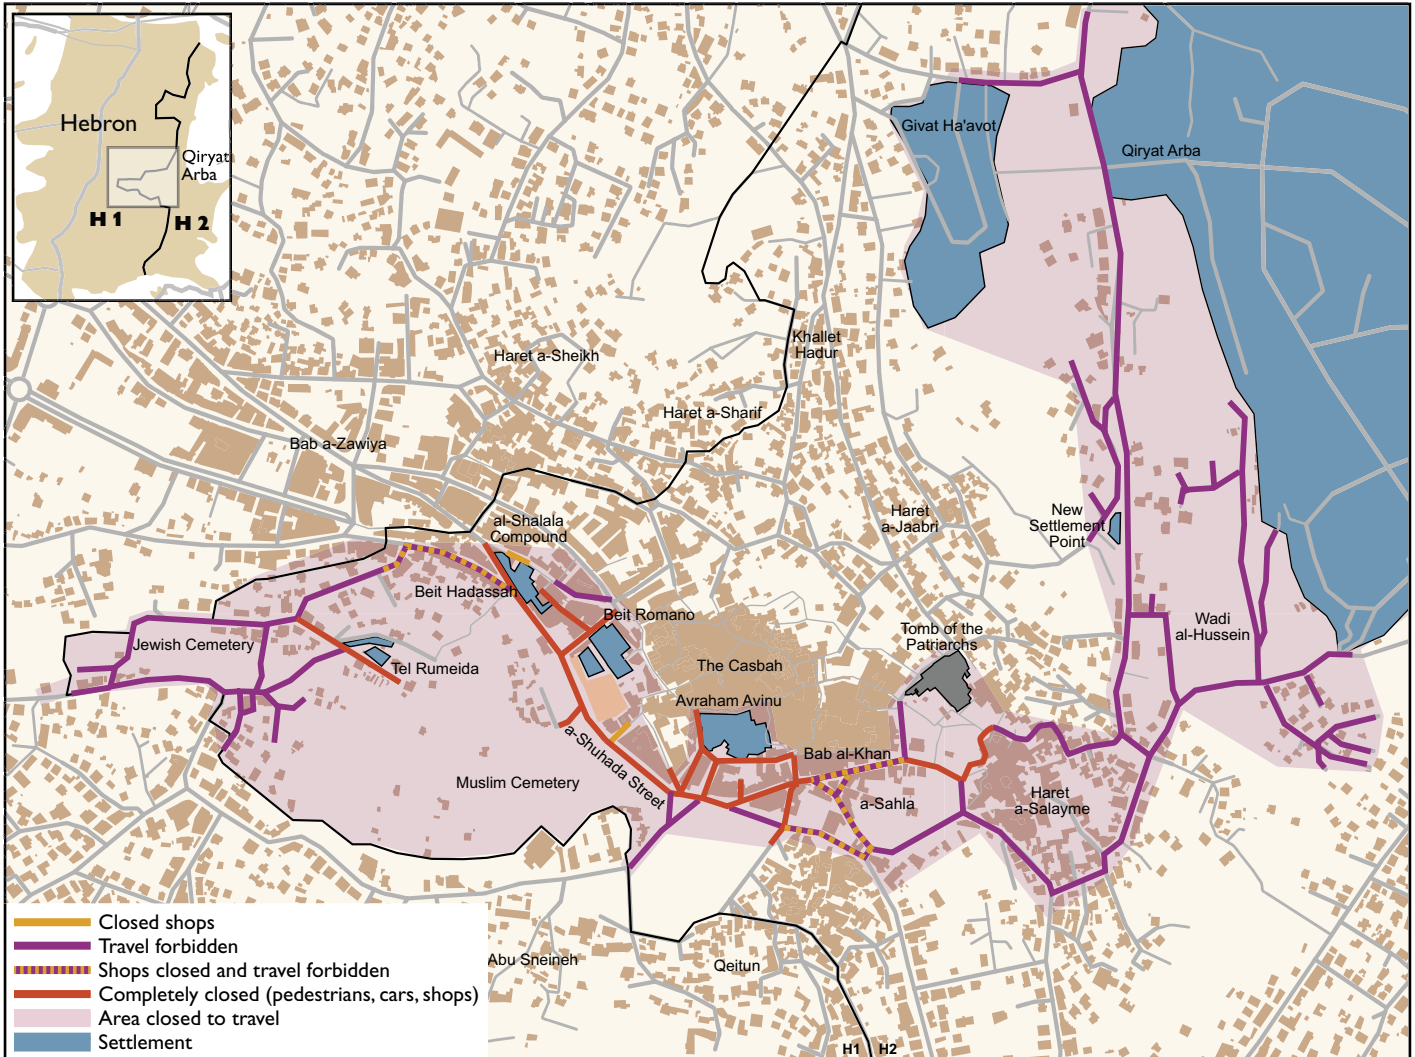 Hebron
Qiryat
Arba
H 1
H 2
Givat Ha'avot
Qiryat Arba
Khallet
Hadur
Haret a-Sheikh
Haret a-Sharif
Bab a-Zawiya
al-Shalala
Compound
Haret
a-Jaabri
New
Settlement
Point
Beit Hadassah
Beit Romano
Jewish Cemetery
Tel Rumeida
The Casbah
Tomb of the
Patriarchs
Wadi
al-Hussein
Avraham Avinu
a-Shuhada Street
Bab al-Khan
Muslim Cemetery
a-Sahla
Haret
a-Salayme
Abu Sneineh
Qeitun
H1
H2
Closed shops
Travel forbidden
Shops closed and travel forbidden
Completely closed (pedestrians, cars, shops)
Area closed to travel
Settlement